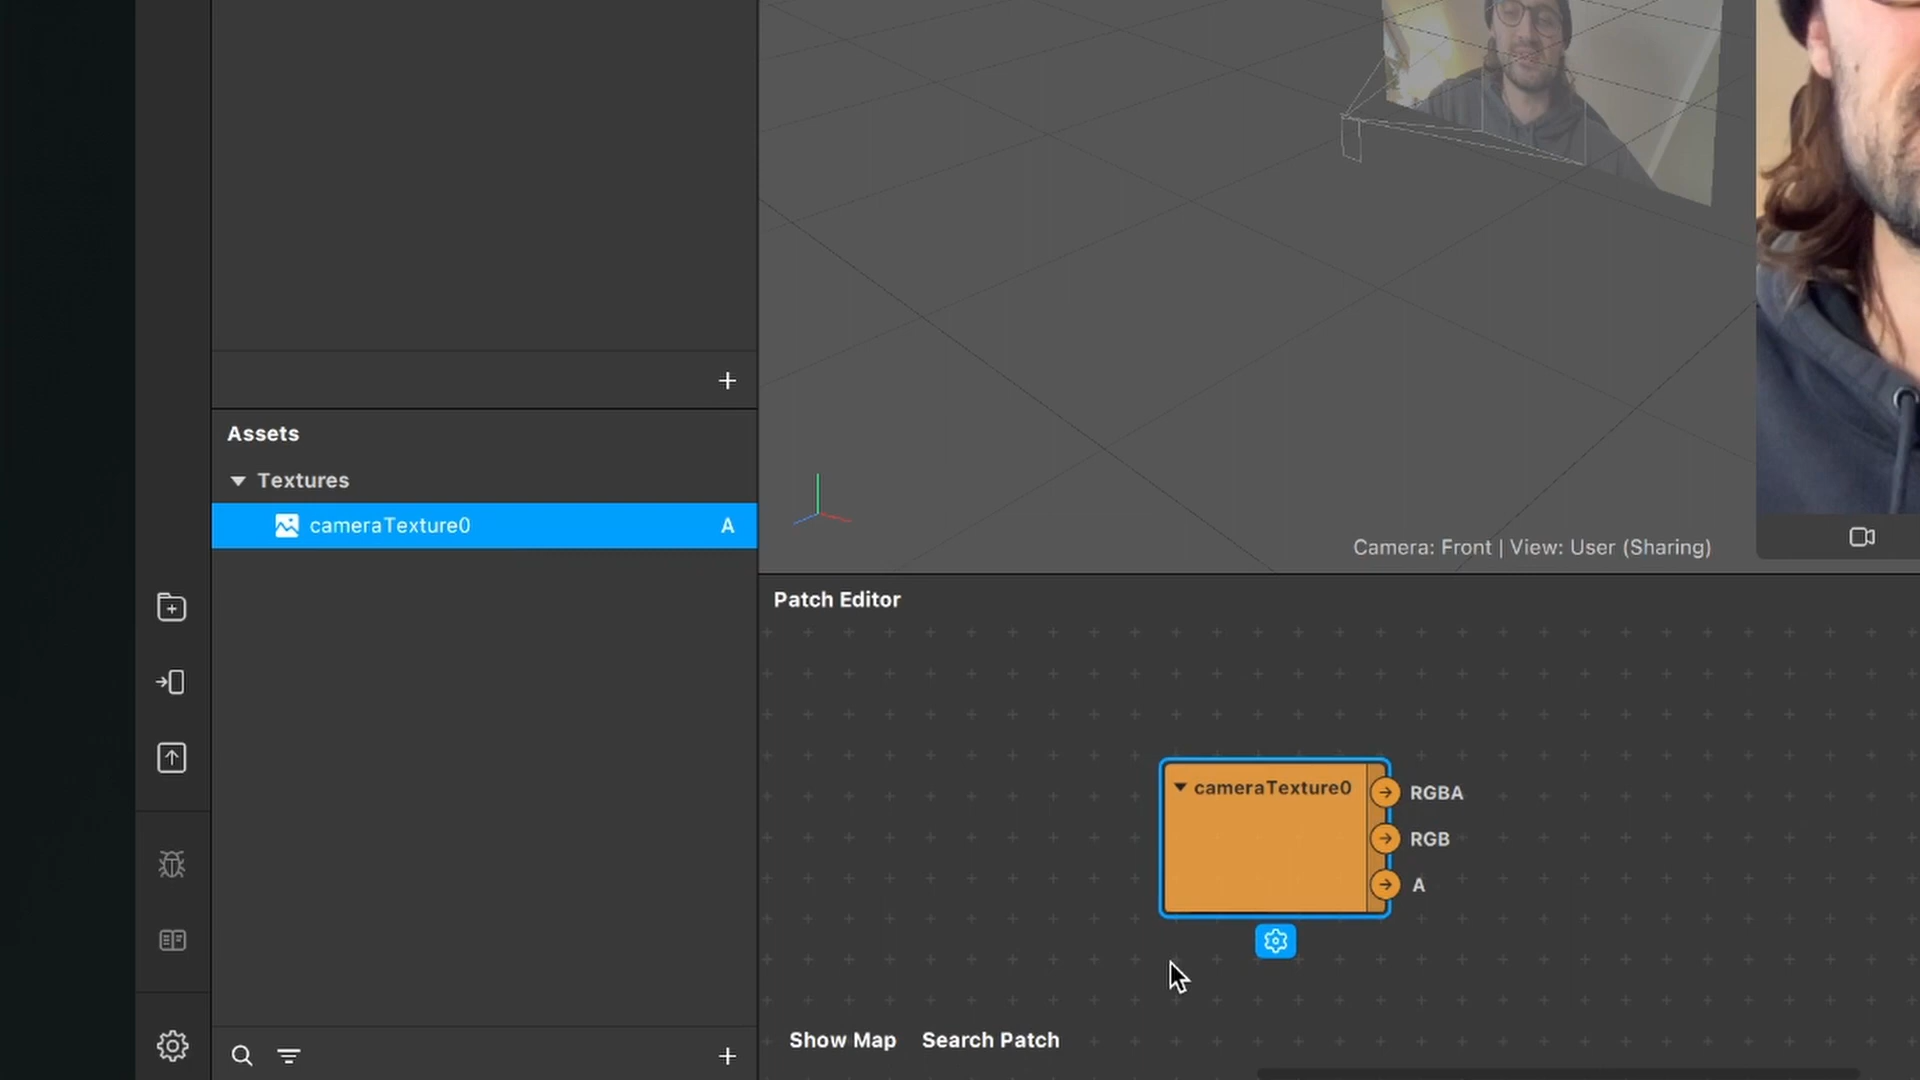 Assets
Textures
cameraTexture0 A
Camera: Front | View: User (Sharing)
Patch Editor
cameraTexture0
RGBA
RGB
A
Show Map Search Patch